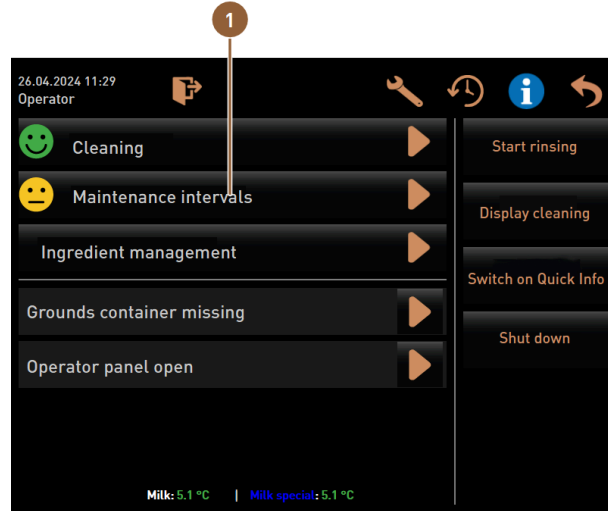 1
26.04.2024 11:29
Operator
Cleaning
Maintenance intervals
Ingredient management
Grounds container missing
Operator panel open
Start rinsing
Display cleaning
Switch on Quick Info
Shut down
Milk: 5.1 °C | Milk special: 5.1 °C